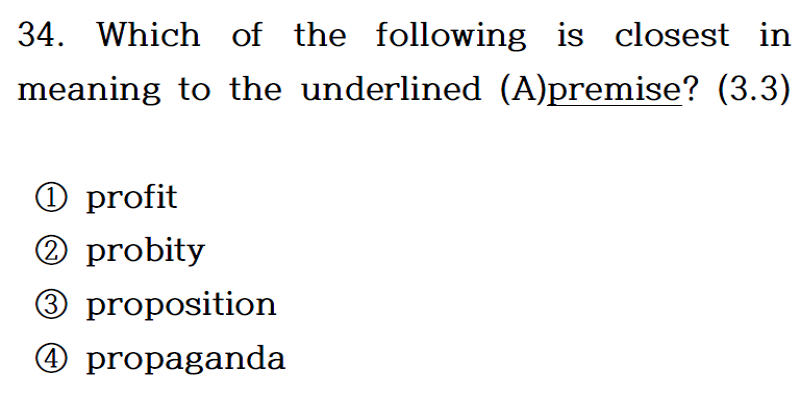 34. Which of the following is closest in
meaning to the underlined (A)premise? (3.3)
① profit
② probity
③ proposition
④ propaganda